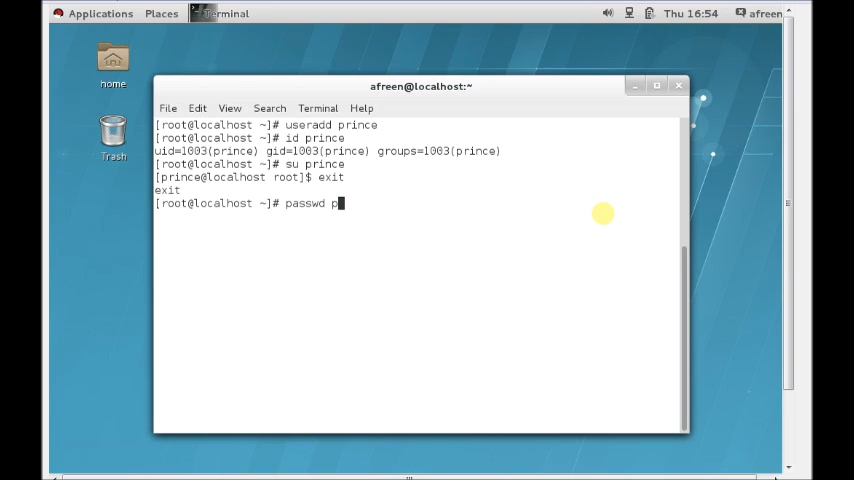 Applications Places Terminal Thu 16:54 afreen
home
Trash
afreen@localhost:~
File Edit View Search Terminal Help
[root@localhost ~]# useradd prince
[root@localhost ~]# id prince
uid=1003(prince) gid=1003(prince) groups=1003(prince)
[root@localhost ~]# su prince
[prince@localhost root]$ exit
exit
[root@localhost ~]# passwd p